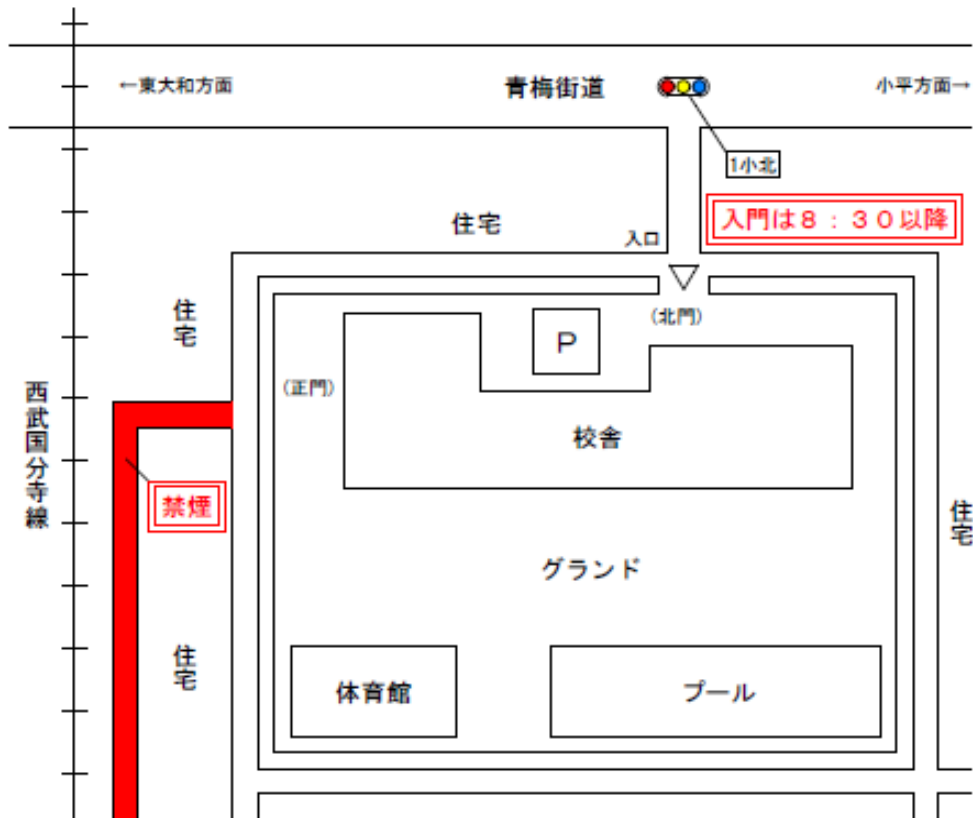 ←東大和方面
青梅街道
小平方面→
1小北
入門は8:30以降
住宅
入口
住宅
(北門)
P
(正門)
西武国分寺線
校舎
禁煙
住宅
グランド
住宅
体育館
プール